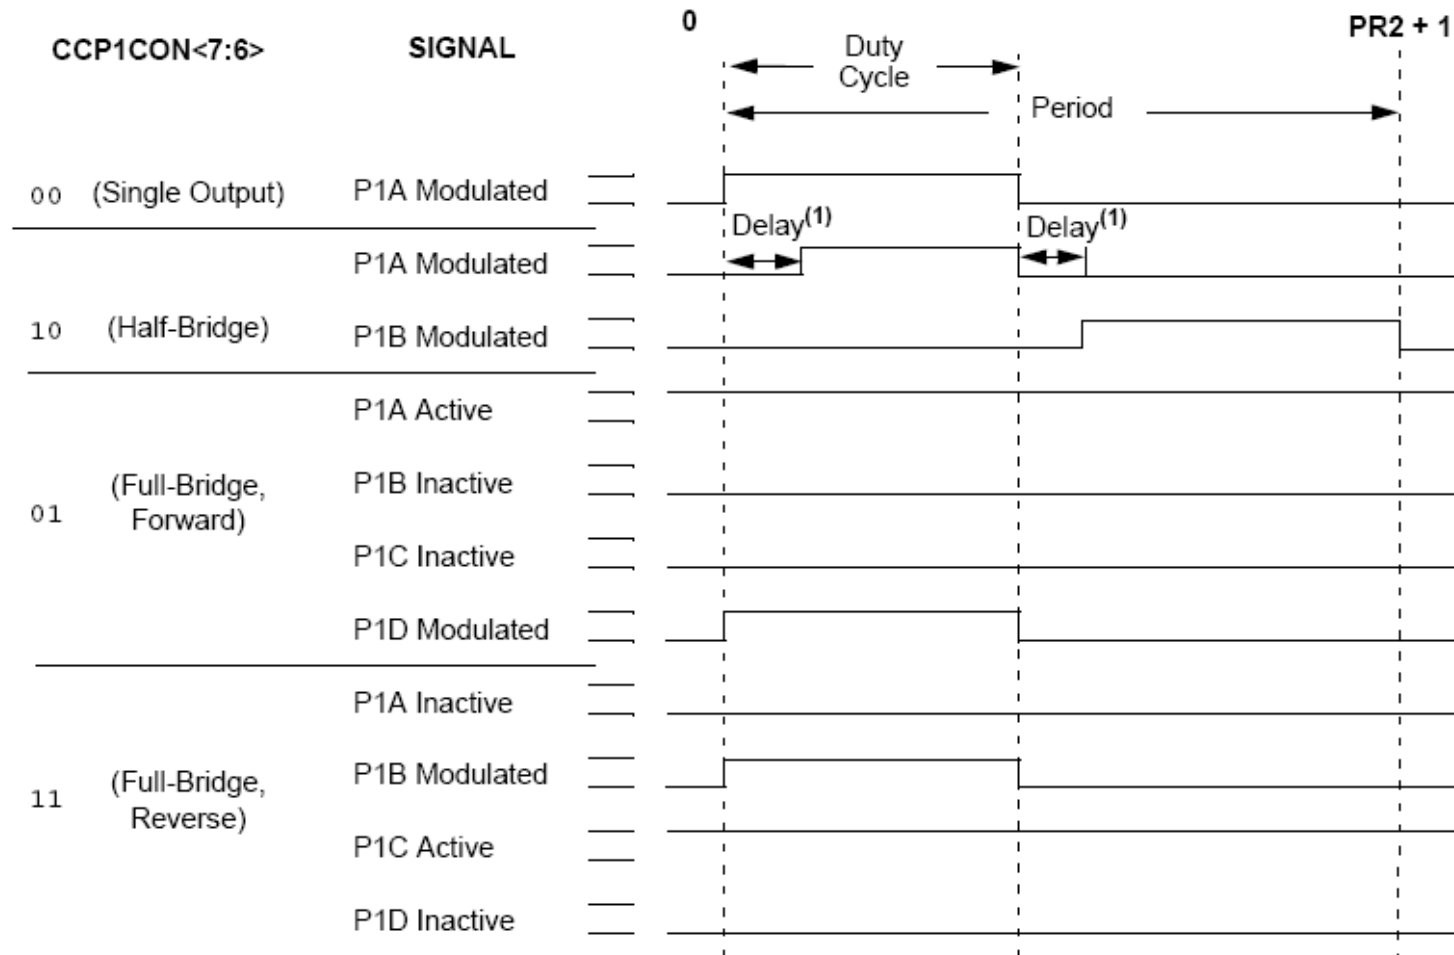 0
PR2 + 1
CCP1CON<7:6>
SIGNAL
Duty
Cycle
Period
00 (Single Output) P1A Modulated
Delay(1) Delay(1)
P1A Modulated
10 (Half-Bridge) P1B Modulated
P1A Active
(Full-Bridge,
Forward)
01
P1B Inactive
P1C Inactive
P1D Modulated
P1A Inactive
P1B Modulated
11
(Full-Bridge,
Reverse)
P1C Active
P1D Inactive